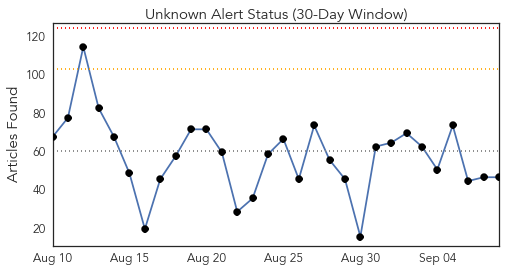 Unknown Alert Status (30-Day Window)
Articles Found
120
100
80
60
40
20
Aug 10 Aug 15 Aug 20 Aug 25 Aug 30 Sep 04